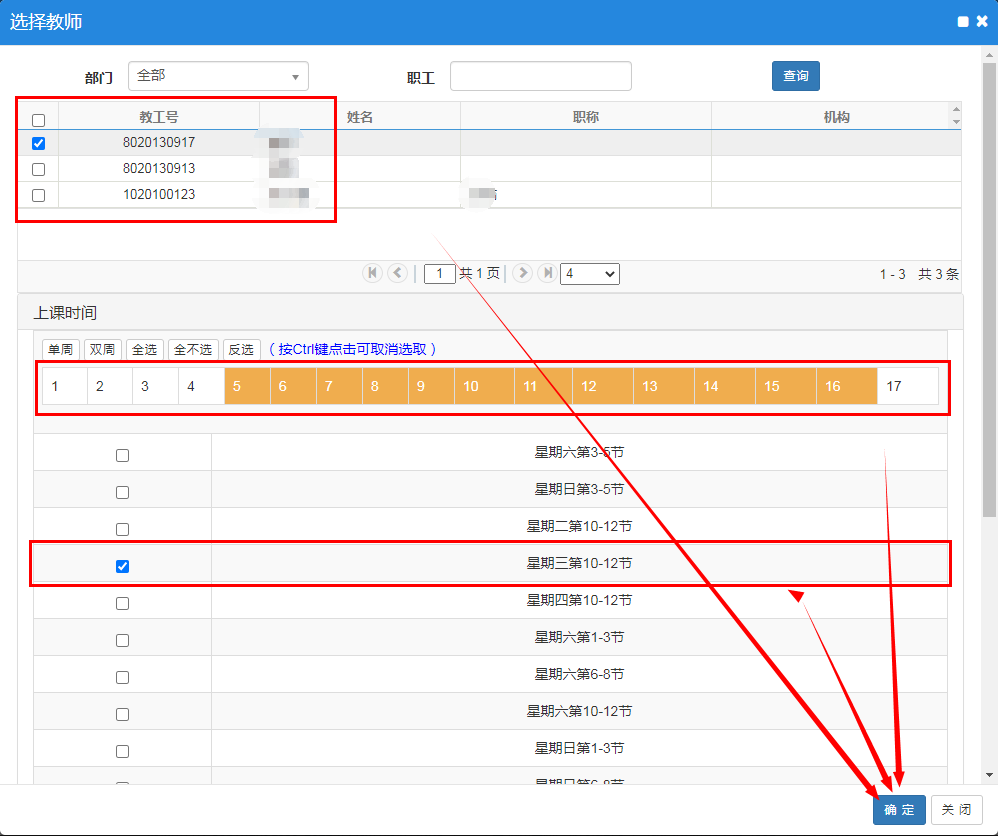 选择教师
部门 全部 职工 查询
教工号 姓名 职称 机构
8020130917
8020130913
1020100123
1 共 1 页 4 1 - 3 共 3 条
上课时间
单周 双周 全选 全不选 反选 （ 按Ctrl键点击可取消选取 ）
1 2 3 4 5 6 7 8 9 10 11 12 13 14 15 16 17
星期六第3-5节
星期日第3-5节
星期二第10-12节
星期三第10-12节
星期四第10-12节
星期六第1-3节
星期六第6-8节
星期六第10-12节
星期日第1-3节
星期日第6-8节
确 定 关 闭